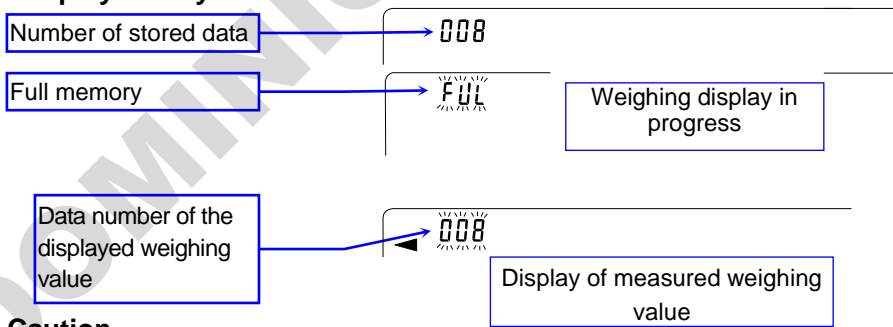 Number of stored data
008
Full memory
FUL
Weighing display in
progress
Data number of the
displayed weighing
value
008
Display of measured weighing
value
Caution
DOMINI